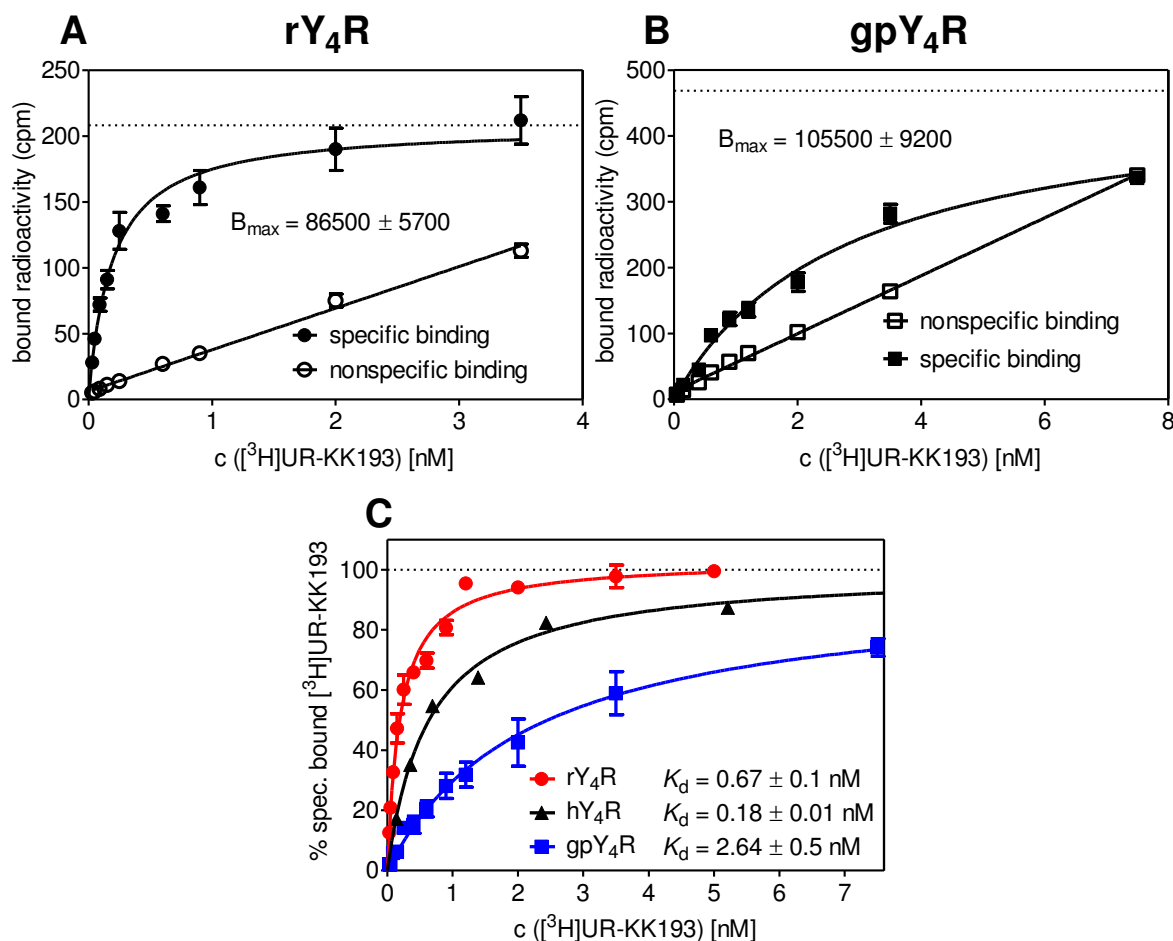 A rY₄R
250
200
150
100
50
0
bound radioactivity (cpm)
Bmax = 86500 ± 5700
specific binding
nonspecific binding
0 1 2 3 4
c ([³H]UR-KK193) [nM]
B gpY₄R
500
400
300
200
100
0
bound radioactivity (cpm)
Bmax = 105500 ± 9200
nonspecific binding
specific binding
0 2 4 6 8
c ([³H]UR-KK193) [nM]
C
100
80
60
40
20
0
% spec. bound [³H]UR-KK193
rY₄R Kd = 0.67 ± 0.1 nM
hY₄R Kd = 0.18 ± 0.01 nM
gpY₄R Kd = 2.64 ± 0.5 nM
0 1 2 3 4 5 6 7
c ([³H]UR-KK193) [nM]